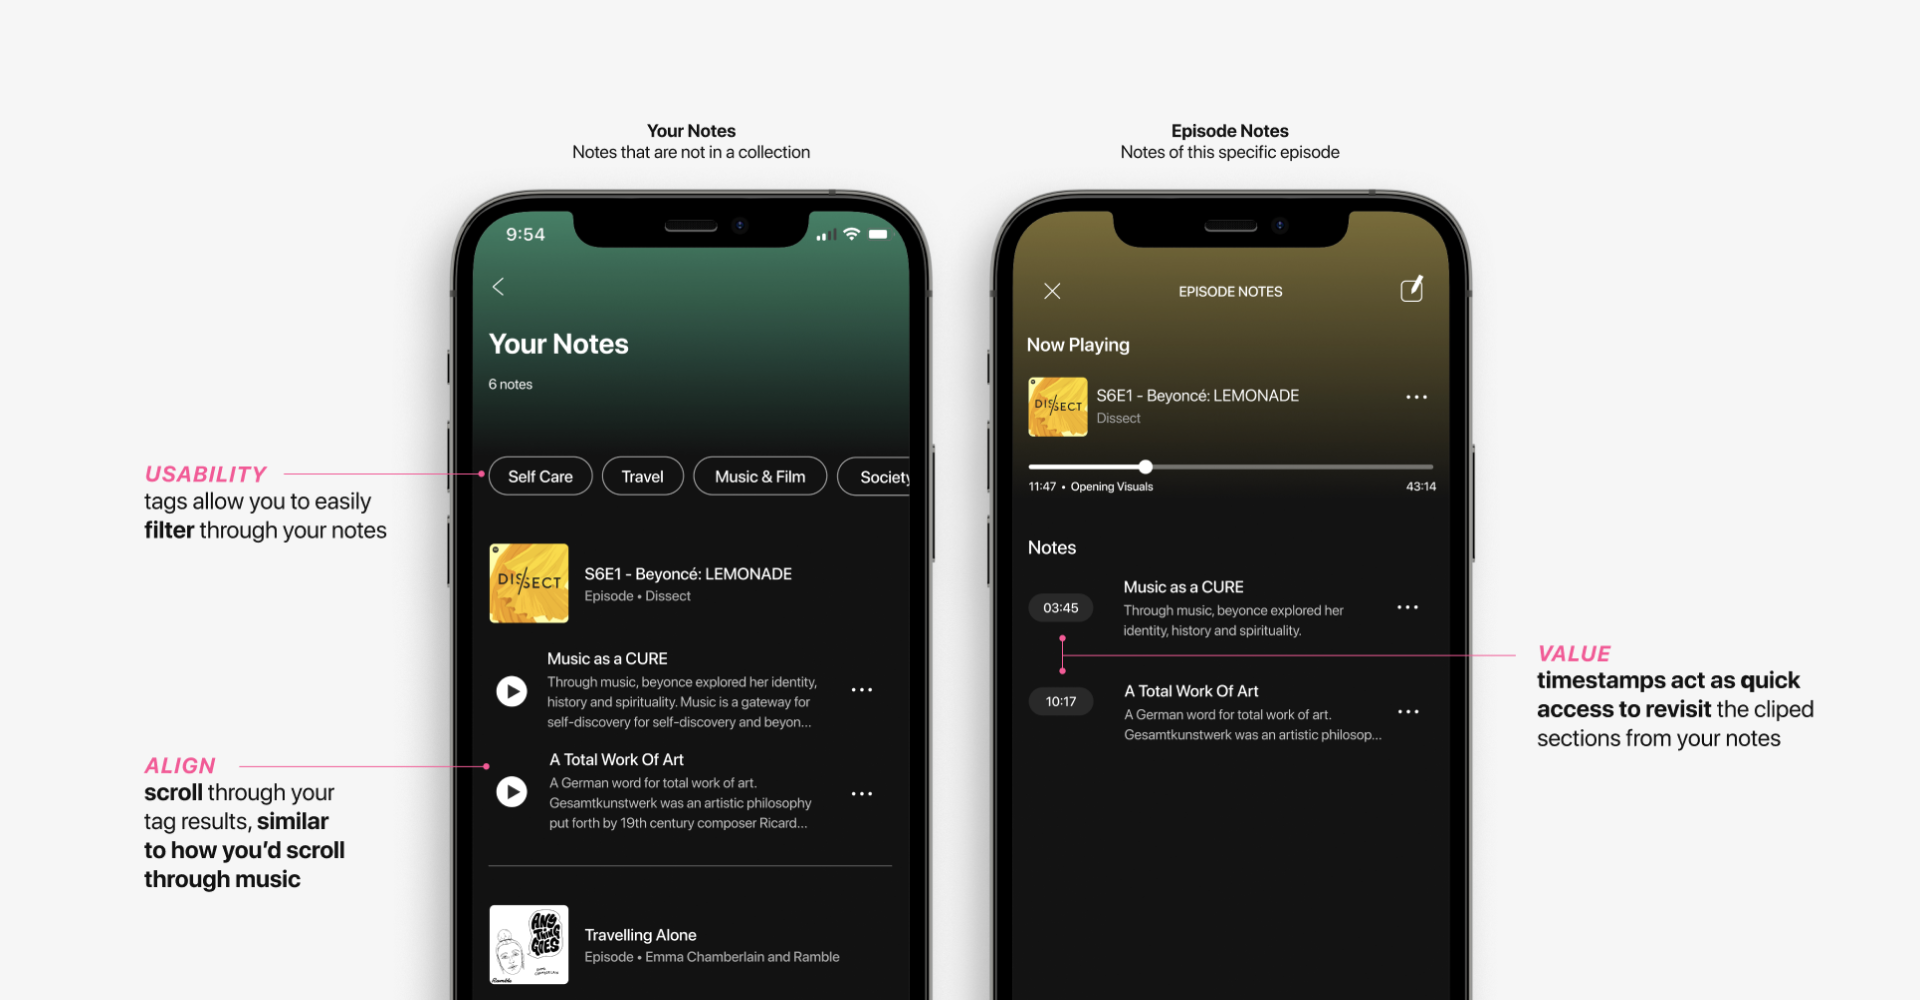 Your Notes
Notes that are not in a collection
Episode Notes
Notes of this specific episode
9:54
Your Notes
6 notes
Self Care
Travel
Music & Film
Society
DISSECT
S6E1 - Beyoncé: LEMONADE
Episode • Dissect
Music as a CURE
Through music, beyonce explored her identity,
history and spirituality. Music is a gateway for
self-discovery for self-discovery and beyon...
A Total Work Of Art
A German word for total work of art.
Gesamtkunstwerk was an artistic philosophy
put forth by 19th century composer Ricard...
ANY
THING
GOES
Ramble
Travelling Alone
Episode • Emma Chamberlain and Ramble
USABILITY
tags allow you to easily
filter through your notes
ALIGN
scroll through your
tag results, similar
to how you’d scroll
through music
EPISODE NOTES
Now Playing
DISSECT
S6E1 - Beyoncé: LEMONADE
Dissect
11:47 • Opening Visuals
43:14
Notes
03:45
Music as a CURE
Through music, beyonce explored her
identity, history and spirituality.
10:17
A Total Work Of Art
A German word for total work of art.
Gesamtkunstwerk was an artistic philosop...
VALUE
timestamps act as quick
access to revisit the cliped
sections from your notes